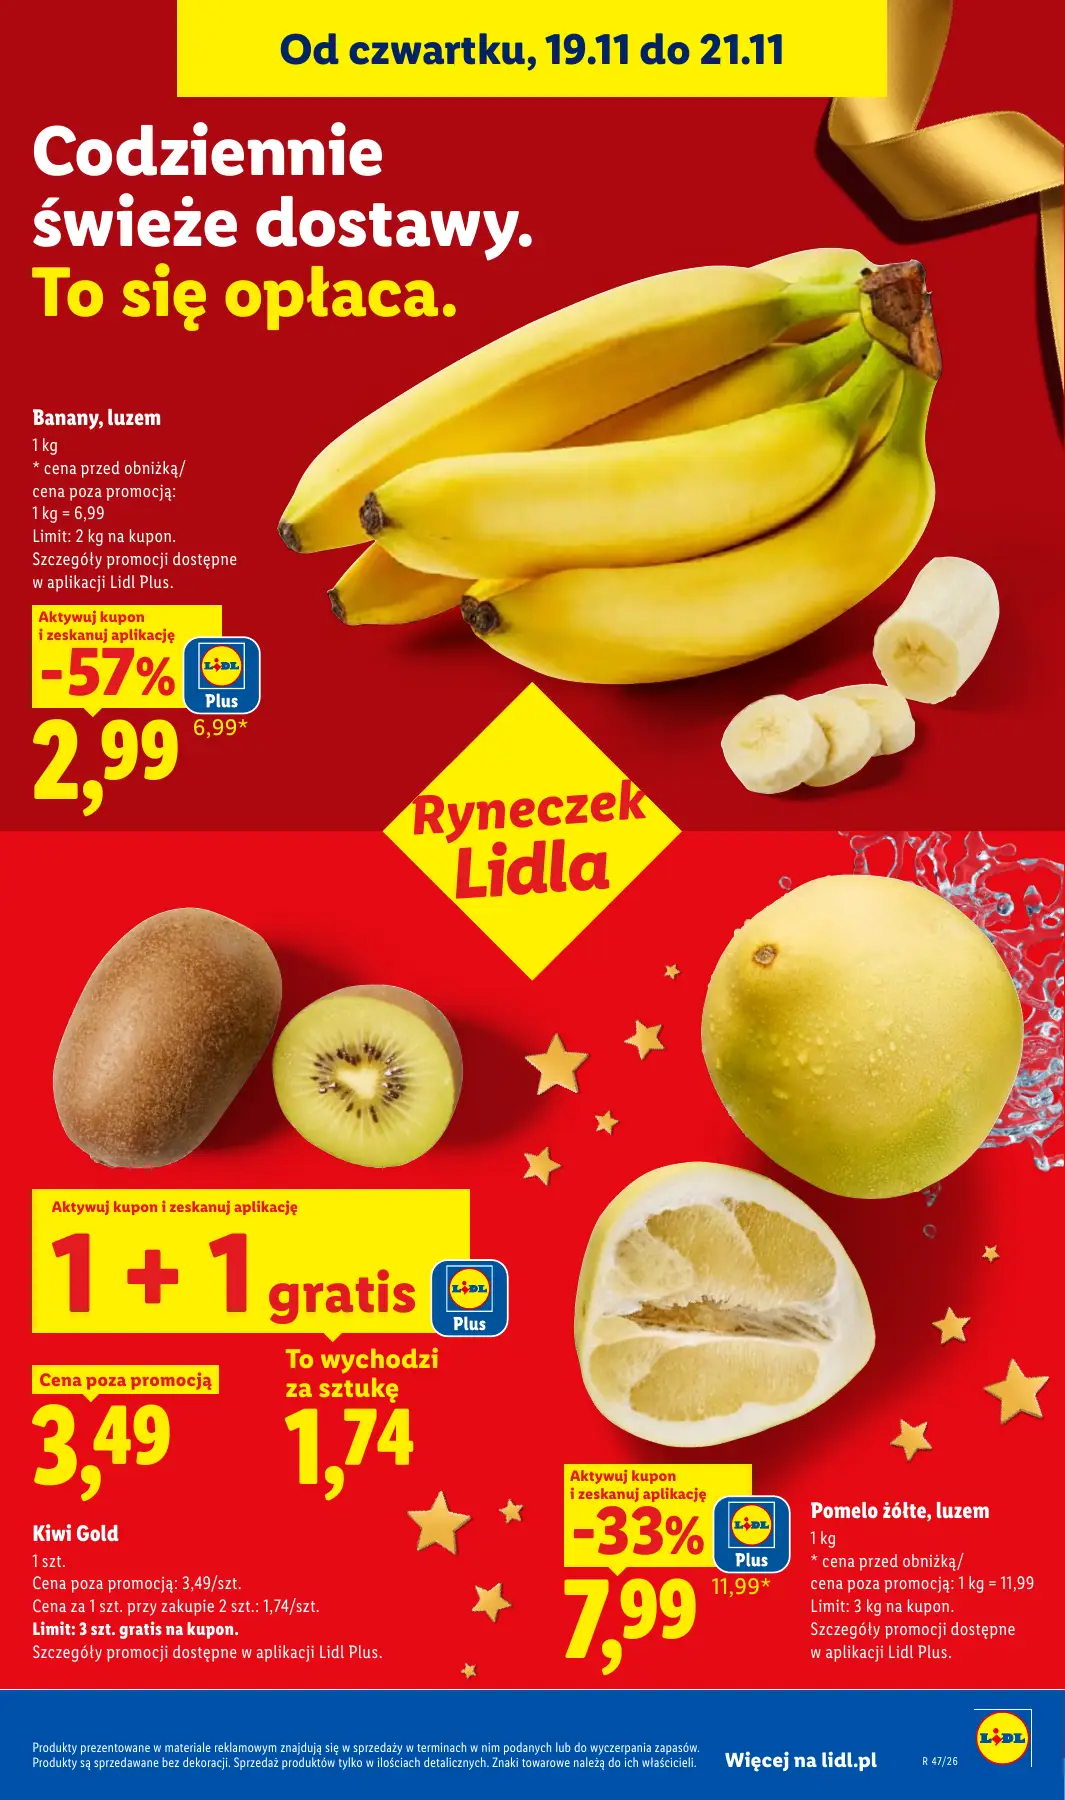 Od czwartku, 19.11 do 21.11
Codziennie
świeże dostawy.
To się opłaca.
Banany, luzem
1 kg
* cena przed obniżką/
cena poza promocją:
1 kg = 6,99
Limit: 2 kg na kupon.
Szczegóły promocji dostępne
w aplikacji Lidl Plus.
Aktywuj kupon
i zeskanuj aplikację
-57%
LIDL
Plus
2,99
6,99*
Ryneczek
Lidla
Aktywuj kupon i zeskanuj aplikację
1 + 1 gratis
LIDL
Plus
To wychodzi
za sztukę
1,74
Cena poza promocją
3,49
Kiwi Gold
1 szt.
Cena poza promocją: 3,49/szt.
Cena za 1 szt. przy zakupie 2 szt.: 1,74/szt.
Limit: 3 szt. gratis na kupon.
Szczegóły promocji dostępne w aplikacji Lidl Plus.
Aktywuj kupon
i zeskanuj aplikację
-33%
LIDL
Plus
7,99
11,99*
Pomelo żółte, luzem
1 kg
* cena przed obniżką/
cena poza promocją: 1 kg = 11,99
Limit: 3 kg na kupon.
Szczegóły promocji dostępne
w aplikacji Lidl Plus.
Produkty prezentowane w materiale reklamowym znajdują się w sprzedaży w terminach w nim podanych lub do wyczerpania zapasów.
Produkty są sprzedawane bez dekoracji. Sprzedaż produktów tylko w ilościach detalicznych. Znaki towarowe należą do ich właścicieli.
Więcej na lidl.pl
R 47/26
LIDL